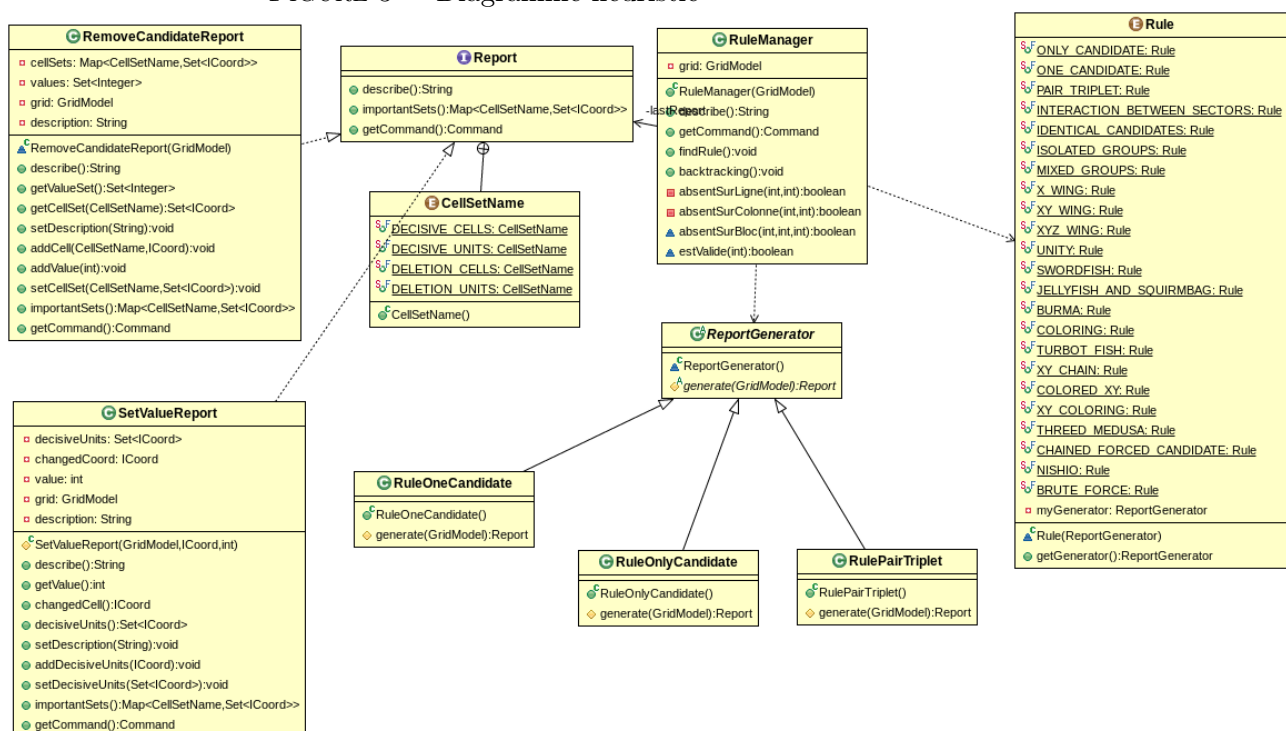 RemoveCandidateReport
cellSets: Map<CellSetName,Set<ICoord>>
values: Set<Integer>
grid: GridModel
description: String
RemoveCandidateReport(GridModel)
describe():String
getValueSet():Set<Integer>
getCellSet(CellSetName):Set<ICoord>
setDescription(String):void
addCell(CellSetName,ICoord):void
addValue(int):void
setCellSet(CellSetName,Set<ICoord>):void
importantSets():Map<CellSetName,Set<ICoord>>
getCommand():Command
Report
describe():String
importantSets():Map<CellSetName,Set<ICoord>>
getCommand():Command
-lastReport
RuleManager
grid: GridModel
RuleManager(GridModel)
describe():String
getCommand():Command
findRule():void
backtracking():void
absentSurLigne(int,int):boolean
absentSurColonne(int,int):boolean
absentSurBloc(int,int,int):boolean
estValide(int):boolean
Rule
ONLY_CANDIDATE: Rule
ONE_CANDIDATE: Rule
PAIR_TRIPLET: Rule
INTERACTION_BETWEEN_SECTORS: Rule
IDENTICAL_CANDIDATES: Rule
ISOLATED_GROUPS: Rule
MIXED_GROUPS: Rule
X_WING: Rule
XY_WING: Rule
XYZ_WING: Rule
UNITY: Rule
SWORDFISH: Rule
JELLYFISH_AND_SQUIRMBAG: Rule
BURMA: Rule
COLORING: Rule
TURBOT_FISH: Rule
XY_CHAIN: Rule
COLORED_XY: Rule
XY_COLORING: Rule
THREED_MEDUSA: Rule
CHAINED_FORCED_CANDIDATE: Rule
NISHIO: Rule
BRUTE_FORCE: Rule
myGenerator: ReportGenerator
Rule(ReportGenerator)
getGenerator():ReportGenerator
CellSetName
DECISIVE_CELLS: CellSetName
DECISIVE_UNITS: CellSetName
DELETION_CELLS: CellSetName
DELETION_UNITS: CellSetName
CellSetName()
ReportGenerator
ReportGenerator()
generate(GridModel):Report
SetValueReport
decisiveUnits: Set<ICoord>
changedCoord: ICoord
value: int
grid: GridModel
description: String
SetValueReport(GridModel,ICoord,int)
describe():String
getValue():int
changedCell():ICoord
decisiveUnits():Set<ICoord>
setDescription(String):void
addDecisiveUnits(ICoord):void
setDecisiveUnits(Set<ICoord>):void
importantSets():Map<CellSetName,Set<ICoord>>
getCommand():Command
RuleOneCandidate
RuleOneCandidate()
generate(GridModel):Report
RuleOnlyCandidate
RuleOnlyCandidate()
generate(GridModel):Report
RulePairTriplet
RulePairTriplet()
generate(GridModel):Report